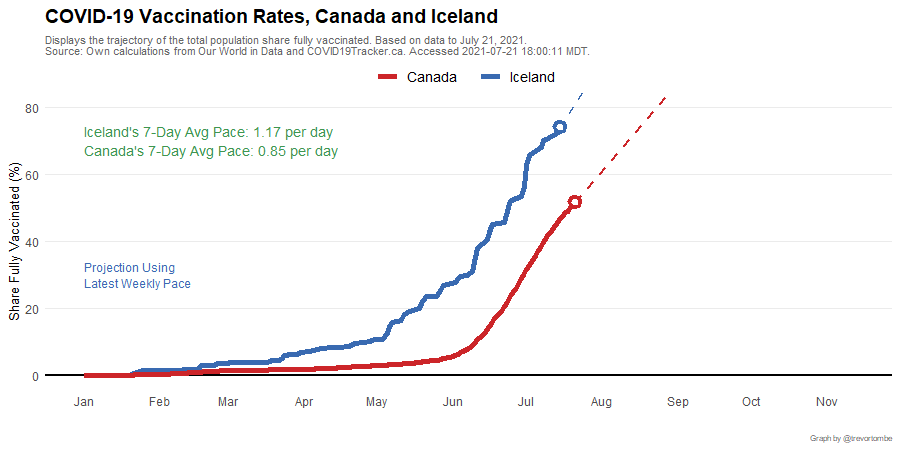 COVID-19 Vaccination Rates, Canada and Iceland
Displays the trajectory of the total population share fully vaccinated. Based on data to July 21, 2021.
Source: Own calculations from Our World in Data and COVID19Tracker.ca. Accessed 2021-07-21 18:00:11 MDT.
Canada Iceland
Share Fully Vaccinated (%)
80
60
40
20
0
Iceland's 7-Day Avg Pace: 1.17 per day
Canada's 7-Day Avg Pace: 0.85 per day
Projection Using
Latest Weekly Pace
Jan Feb Mar Apr May Jun Jul Aug Sep Oct Nov
Graph by @trevortombe